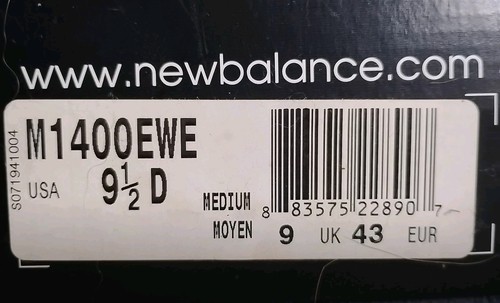 www.newbalance.com
S071941004
M1400EWE
USA 9½ D
MEDIUM
MOYEN
8 83575 22890 7
9 UK 43 EUR